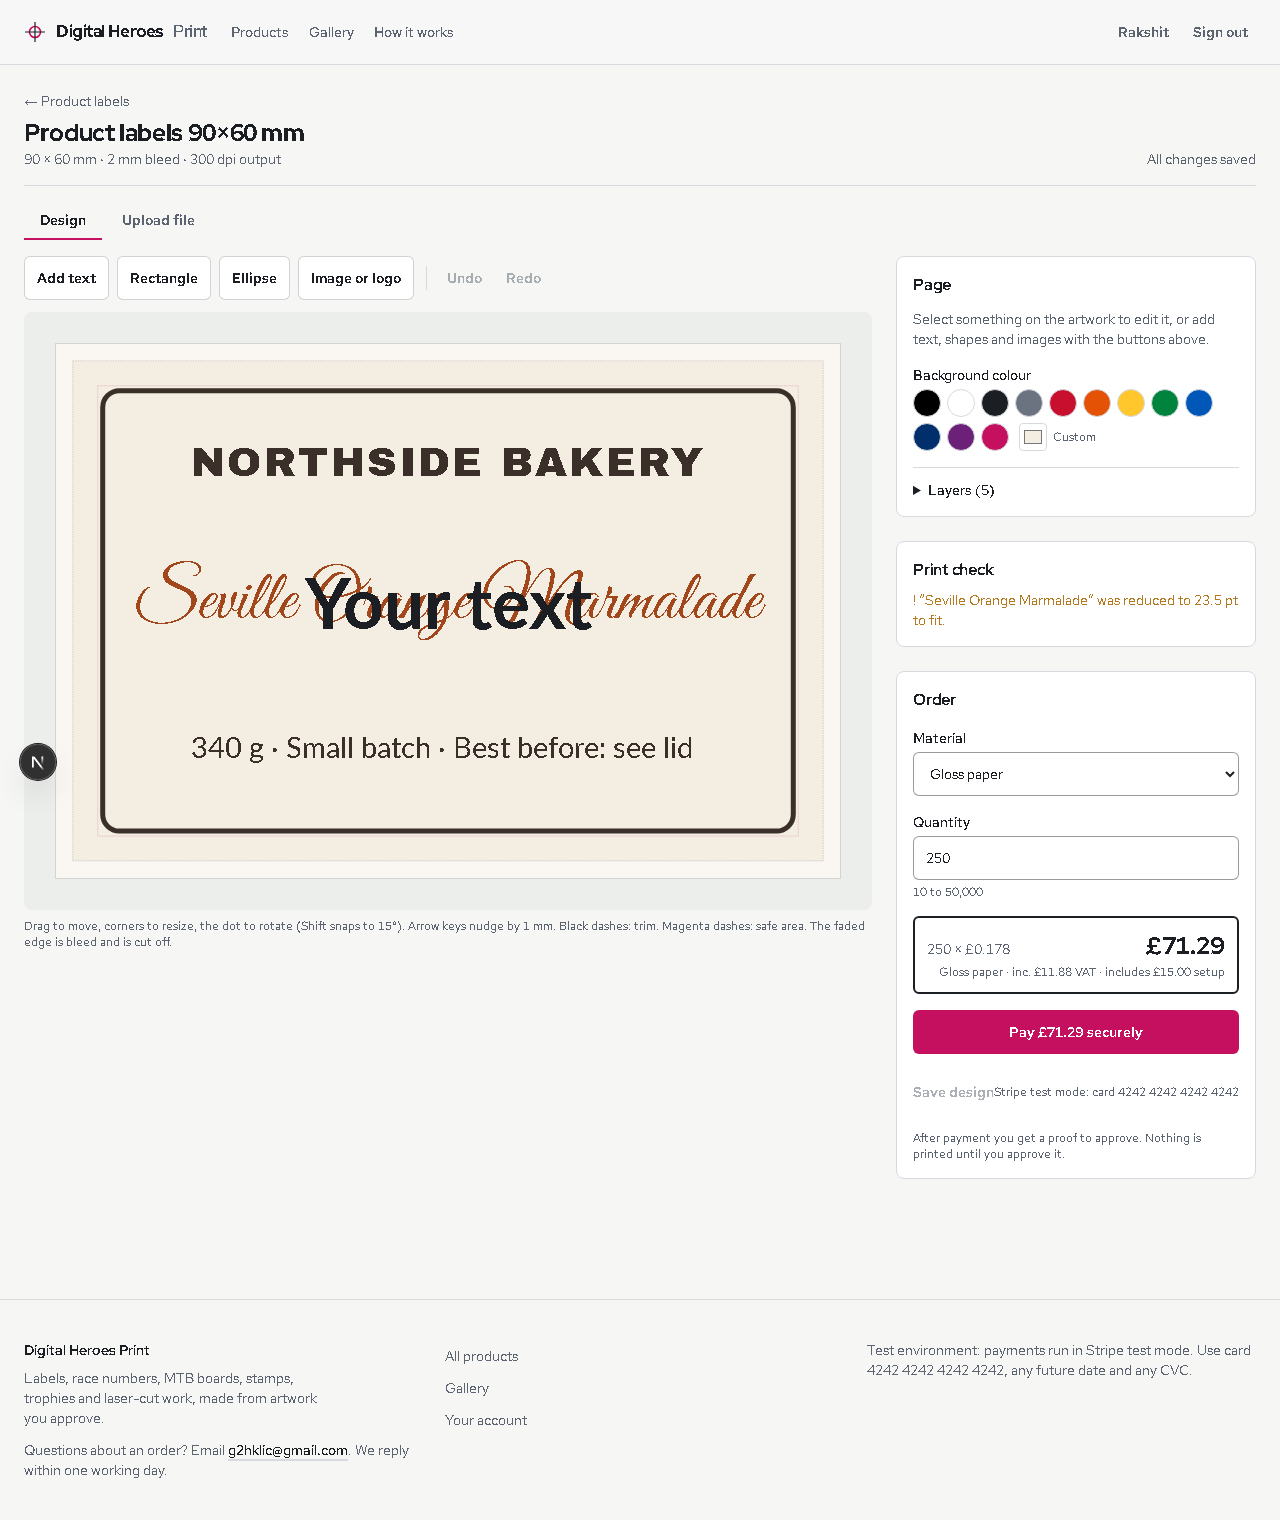 Digital Heroes Print
Products
Gallery
How it works
Rakshit
Sign out
← Product labels
Product labels 90×60 mm
90 × 60 mm · 2 mm bleed · 300 dpi output
All changes saved
Design
Upload file
Add text
Rectangle
Ellipse
Image or logo
Undo
Redo
NORTHSIDE BAKERY
Seville Orange Marmalade
Your text
340 g · Small batch · Best before: see lid
N
Drag to move, corners to resize, the dot to rotate (Shift snaps to 15°). Arrow keys nudge by 1 mm. Black dashes: trim. Magenta dashes: safe area. The faded
edge is bleed and is cut off.
Page
Select something on the artwork to edit it, or add
text, shapes and images with the buttons above.
Background colour
Custom
Layers (5)
Print check
! “Seville Orange Marmalade” was reduced to 23.5 pt
to fit.
Order
Material
Gloss paper
Quantity
250
10 to 50,000
250 × £0.178
£71.29
Gloss paper · inc. £11.88 VAT · includes £15.00 setup
Pay £71.29 securely
Save design
Stripe test mode: card 4242 4242 4242 4242
After payment you get a proof to approve. Nothing is
printed until you approve it.
Digital Heroes Print
Labels, race numbers, MTB boards, stamps,
trophies and laser-cut work, made from artwork
you approve.
Questions about an order? Email g2hklic@gmail.com. We reply
within one working day.
All products
Gallery
Your account
Test environment: payments run in Stripe test mode. Use card
4242 4242 4242 4242, any future date and any CVC.